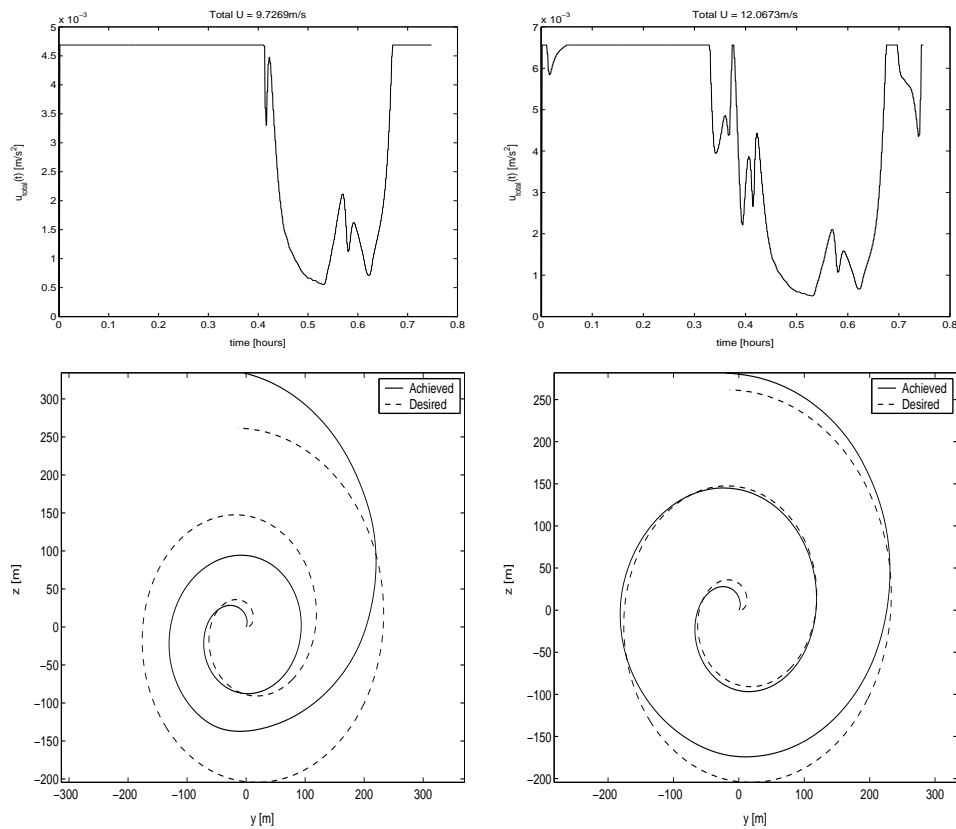 Total U = 9.7269m/s
× 10⁻³
5
4.5
4
3.5
3
2.5
2
1.5
1
0.5
0
u_total(t) [m/s²]
0 0.1 0.2 0.3 0.4 0.5 0.6 0.7 0.8
time [hours]
Total U = 12.0673m/s
× 10⁻³
7
6
5
4
3
2
1
0
u_total(t) [m/s²]
0 0.1 0.2 0.3 0.4 0.5 0.6 0.7 0.8
time [hours]
Achieved
Desired
300
250
200
150
100
50
0
−50
−100
−150
−200
z [m]
−300 −200 −100 0 100 200 300
y [m]
Achieved
Desired
250
200
150
100
50
0
−50
−100
−150
−200
z [m]
−200 −100 0 100 200 300
y [m]